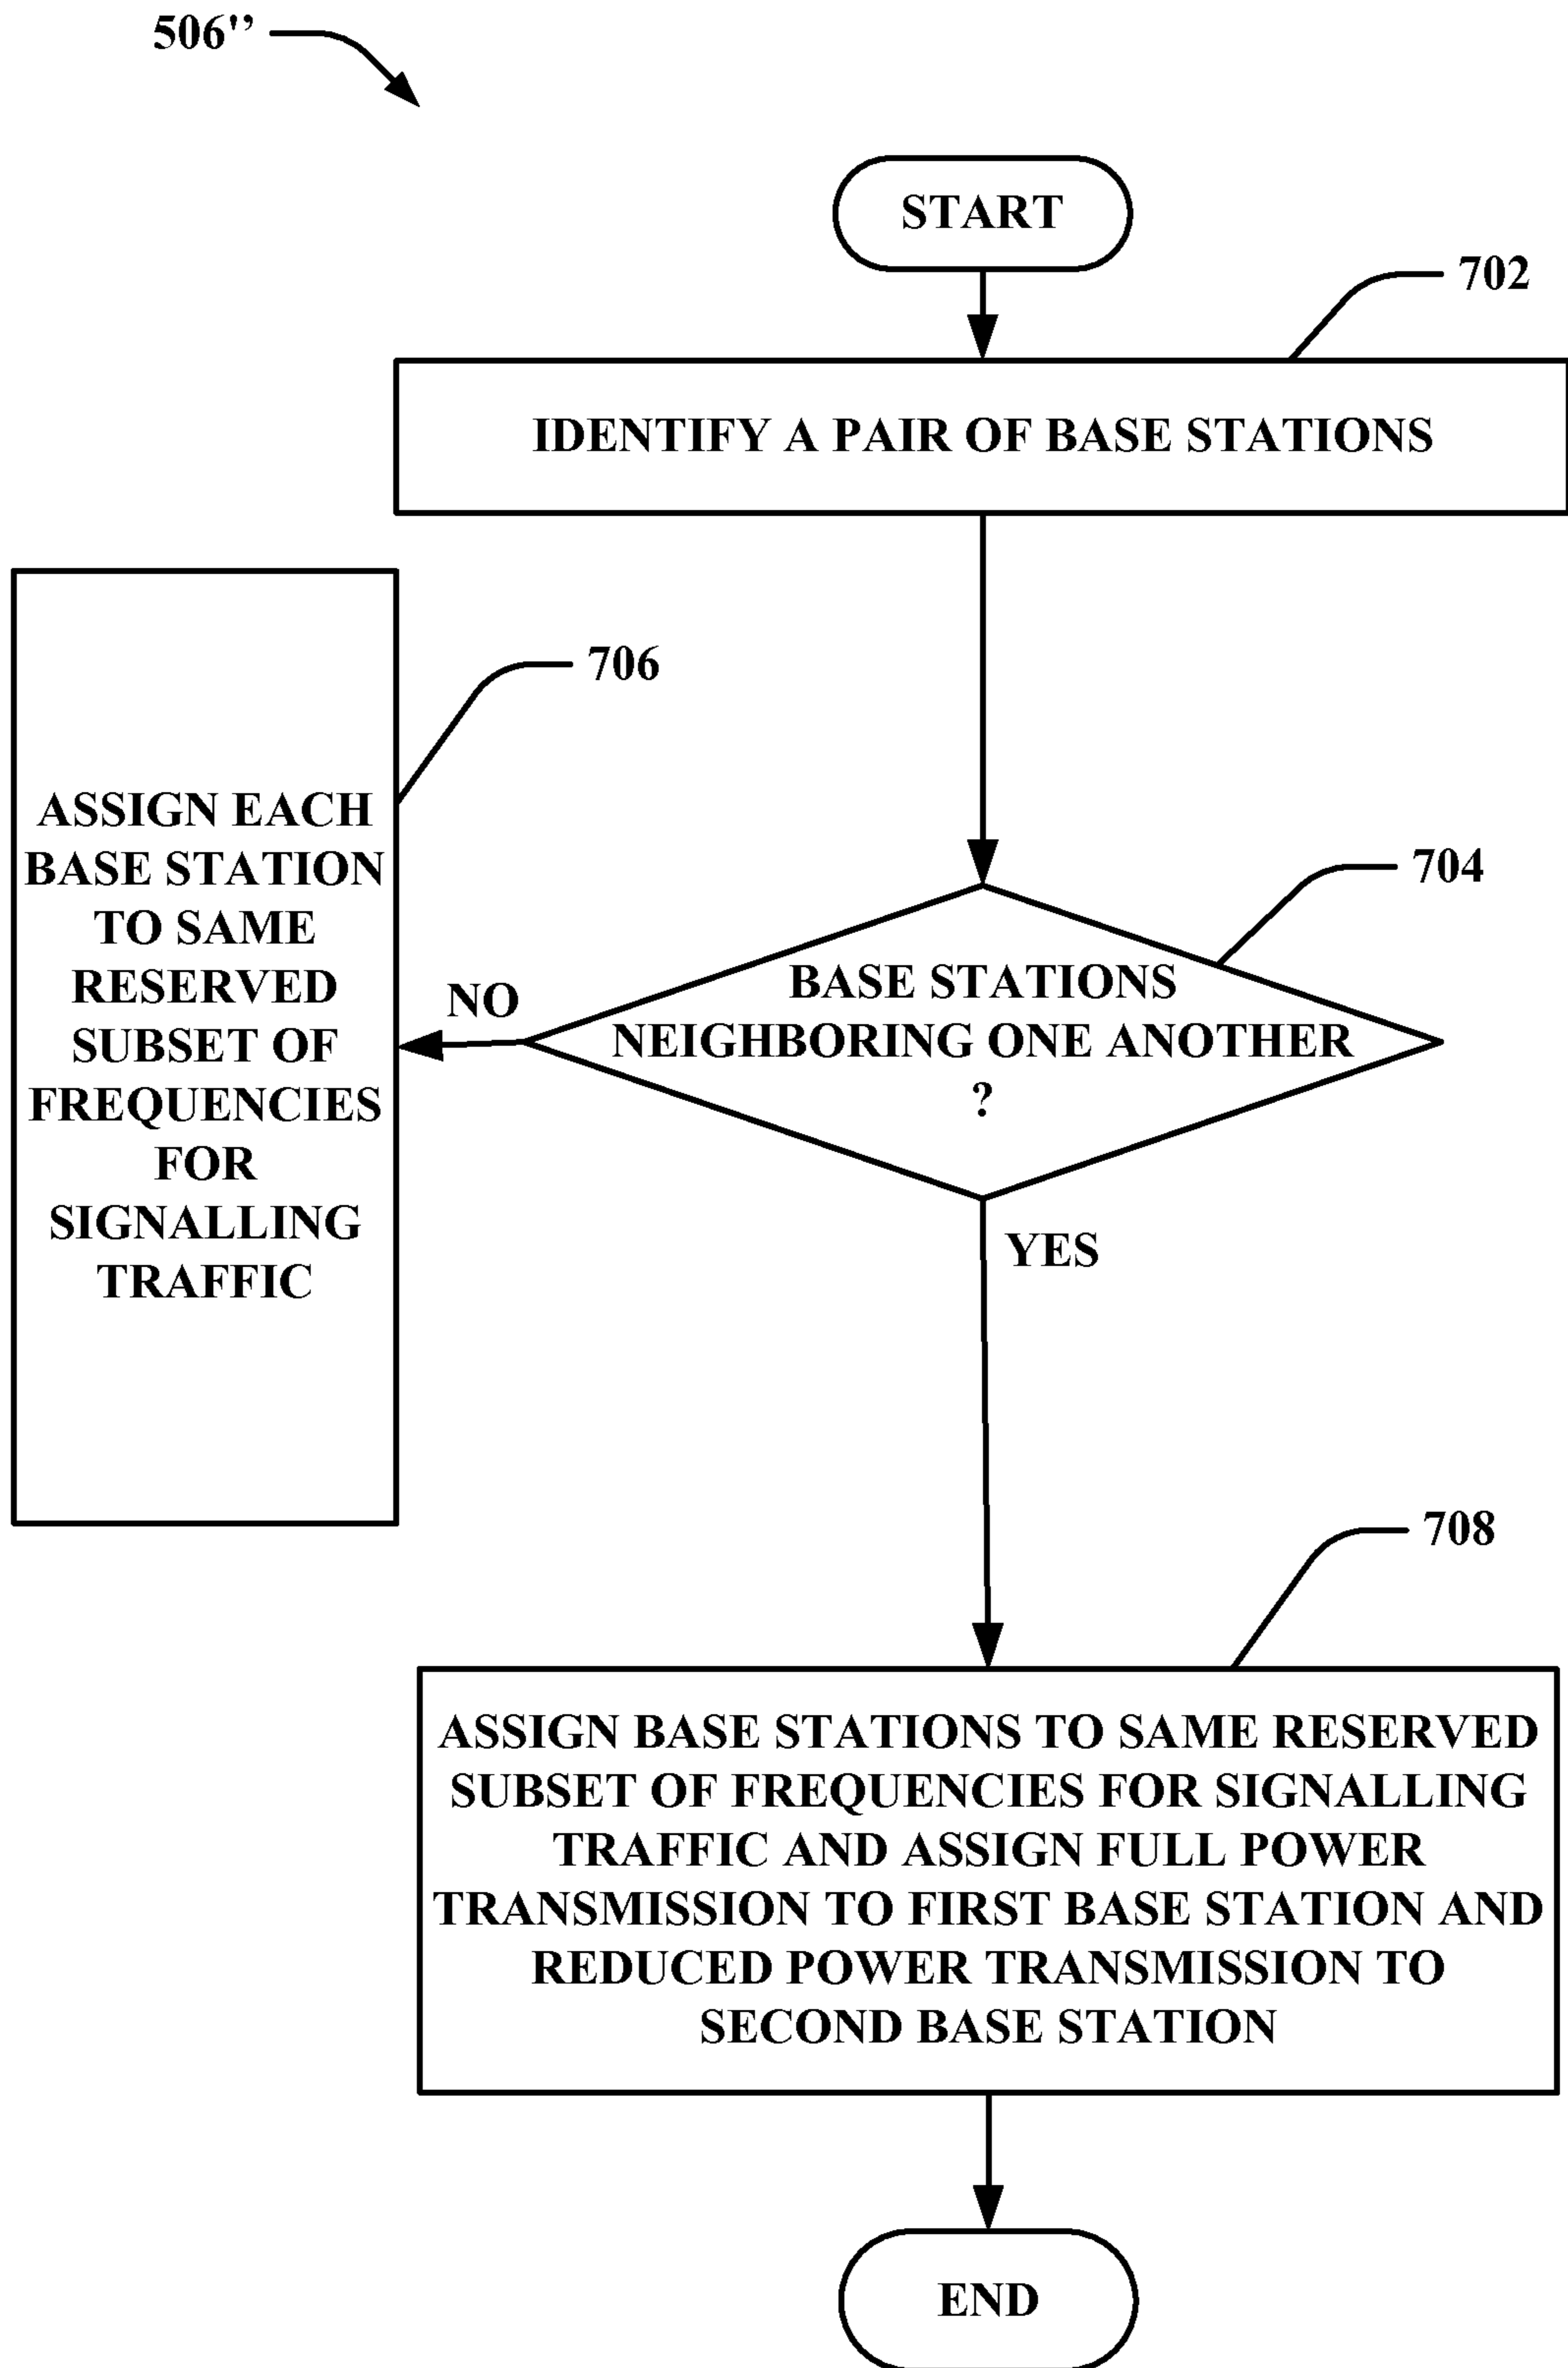 506''
START
702
IDENTIFY A PAIR OF BASE STATIONS
706
ASSIGN EACH
BASE STATION
TO SAME
RESERVED
SUBSET OF
FREQUENCIES
FOR
SIGNALLING
TRAFFIC
704
NO
BASE STATIONS
NEIGHBORING ONE ANOTHER
?
YES
708
ASSIGN BASE STATIONS TO SAME RESERVED
SUBSET OF FREQUENCIES FOR SIGNALLING
TRAFFIC AND ASSIGN FULL POWER
TRANSMISSION TO FIRST BASE STATION AND
REDUCED POWER TRANSMISSION TO
SECOND BASE STATION
END